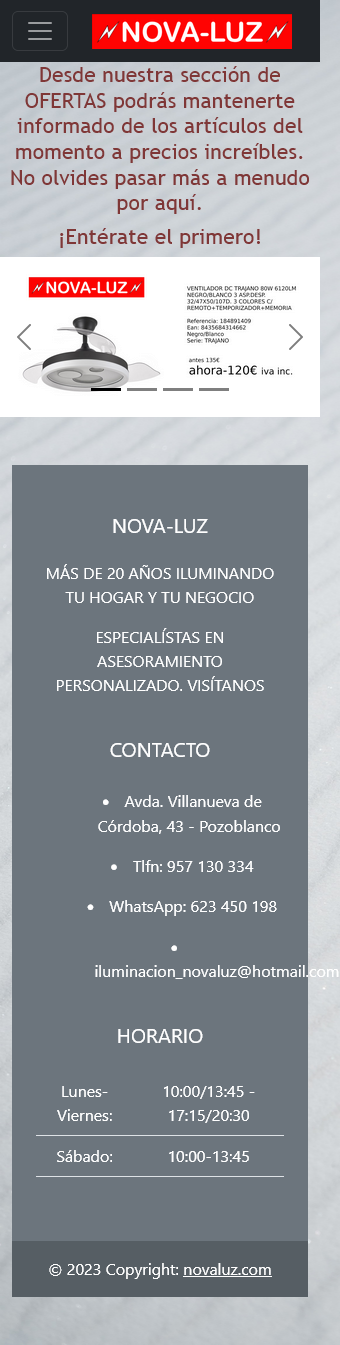 NOVA-LUZ
Desde nuestra sección de
OFERTAS podrás mantenerte
informado de los artículos del
momento a precios increíbles.
No olvides pasar más a menudo
por aquí.
¡Entérate el primero!
NOVA-LUZ
VENTILADOR DC TRAJANO 80W 6120LM
NEGRO/BLANCO 3 ASP.DESP.
32/47X50/107D. 3 COLORES C/
REMOTO+TEMPORIZADOR+MEMORIA
Referencia: 184891409
Ean: 8435684314662
Negro/Blanco
Serie: TRAJANO
antes 135€
ahora-120€ iva inc.
NOVA-LUZ
MÁS DE 20 AÑOS ILUMINANDO
TU HOGAR Y TU NEGOCIO
ESPECIALÍSTAS EN
ASESORAMIENTO
PERSONALIZADO. VISÍTANOS
CONTACTO
• Avda. Villanueva de
Córdoba, 43 - Pozoblanco
• Tlfn: 957 130 334
• WhatsApp: 623 450 198
•
iluminacion_novaluz@hotmail.com
.
HORARIO
Lunes- 10:00/13:45 -
Viernes: 17:15/20:30
Sábado: 10:00-13:45
© 2023 Copyright: novaluz.com